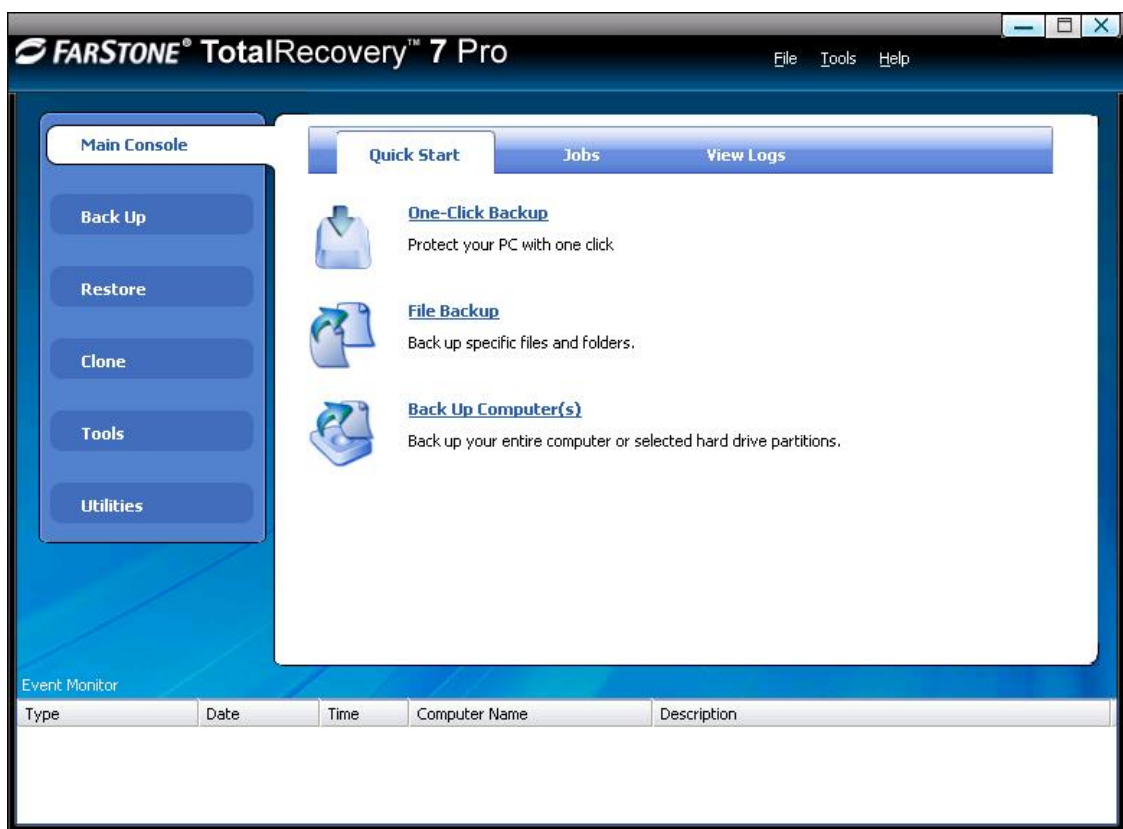 FARSTONE® TotalRecovery™ 7 Pro
File Tools Help
Main Console
Back Up
Restore
Clone
Tools
Utilities
Quick Start Jobs View Logs
One-Click Backup
Protect your PC with one click
File Backup
Back up specific files and folders.
Back Up Computer(s)
Back up your entire computer or selected hard drive partitions.
Event Monitor
Type Date Time Computer Name Description